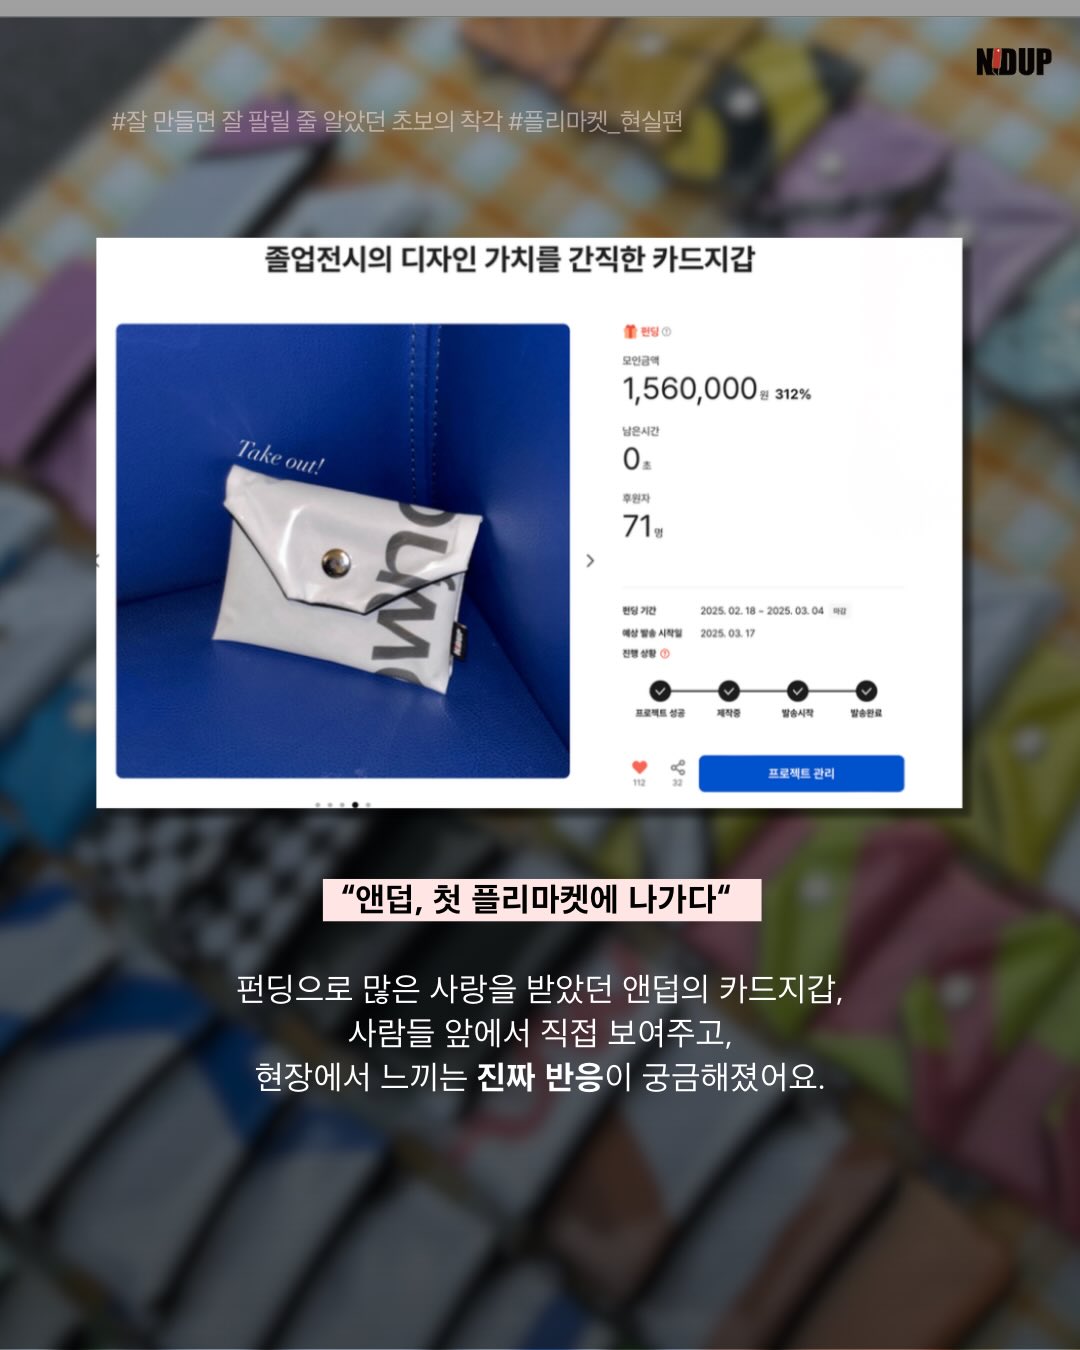 NDUP
#잘 만들면 잘 팔릴 줄 알았던 초보의 착각 #플리마켓_현실편
졸업전시의 디자인 가치를 간직한 카드지갑
Take out!
펀딩
모인금액
1,560,000원 312%
남은시간
0초
후원자
71명
펀딩 기간 2025. 02. 18 ~ 2025. 03. 04 마감
예상 발송 시작일 2025. 03. 17
진행 상황
프로젝트 성공 제작중 발송시작 발송완료
112 32 프로젝트 관리
“앤덥, 첫 플리마켓에 나가다“
펀딩으로 많은 사랑을 받았던 앤덥의 카드지갑,
사람들 앞에서 직접 보여주고,
현장에서 느끼는 진짜 반응이 궁금해졌어요.